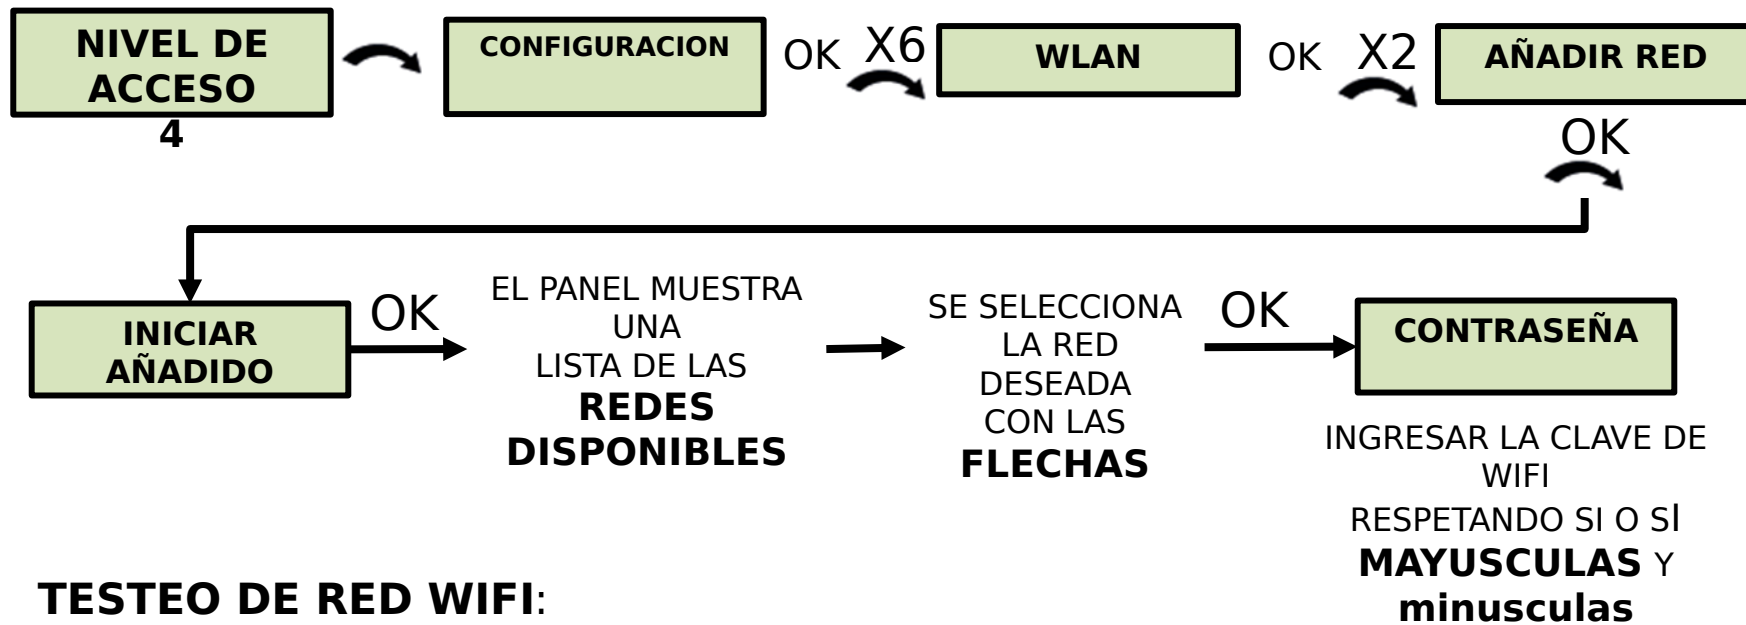 NIVEL DE
ACCESO
4
CONFIGURACION
OK X6
WLAN
OK X2
AÑADIR RED
OK
INICIAR
AÑADIDO
OK
EL PANEL MUESTRA
UNA
LISTA DE LAS
REDES
DISPONIBLES
SE SELECCIONA
LA RED
DESEADA
CON LAS
FLECHAS
OK
CONTRASEÑA
INGRESAR LA CLAVE DE
WIFI
RESPETANDO SI O SÍ
MAYUSCULAS Y
minusculas
TESTEO DE RED WIFI: